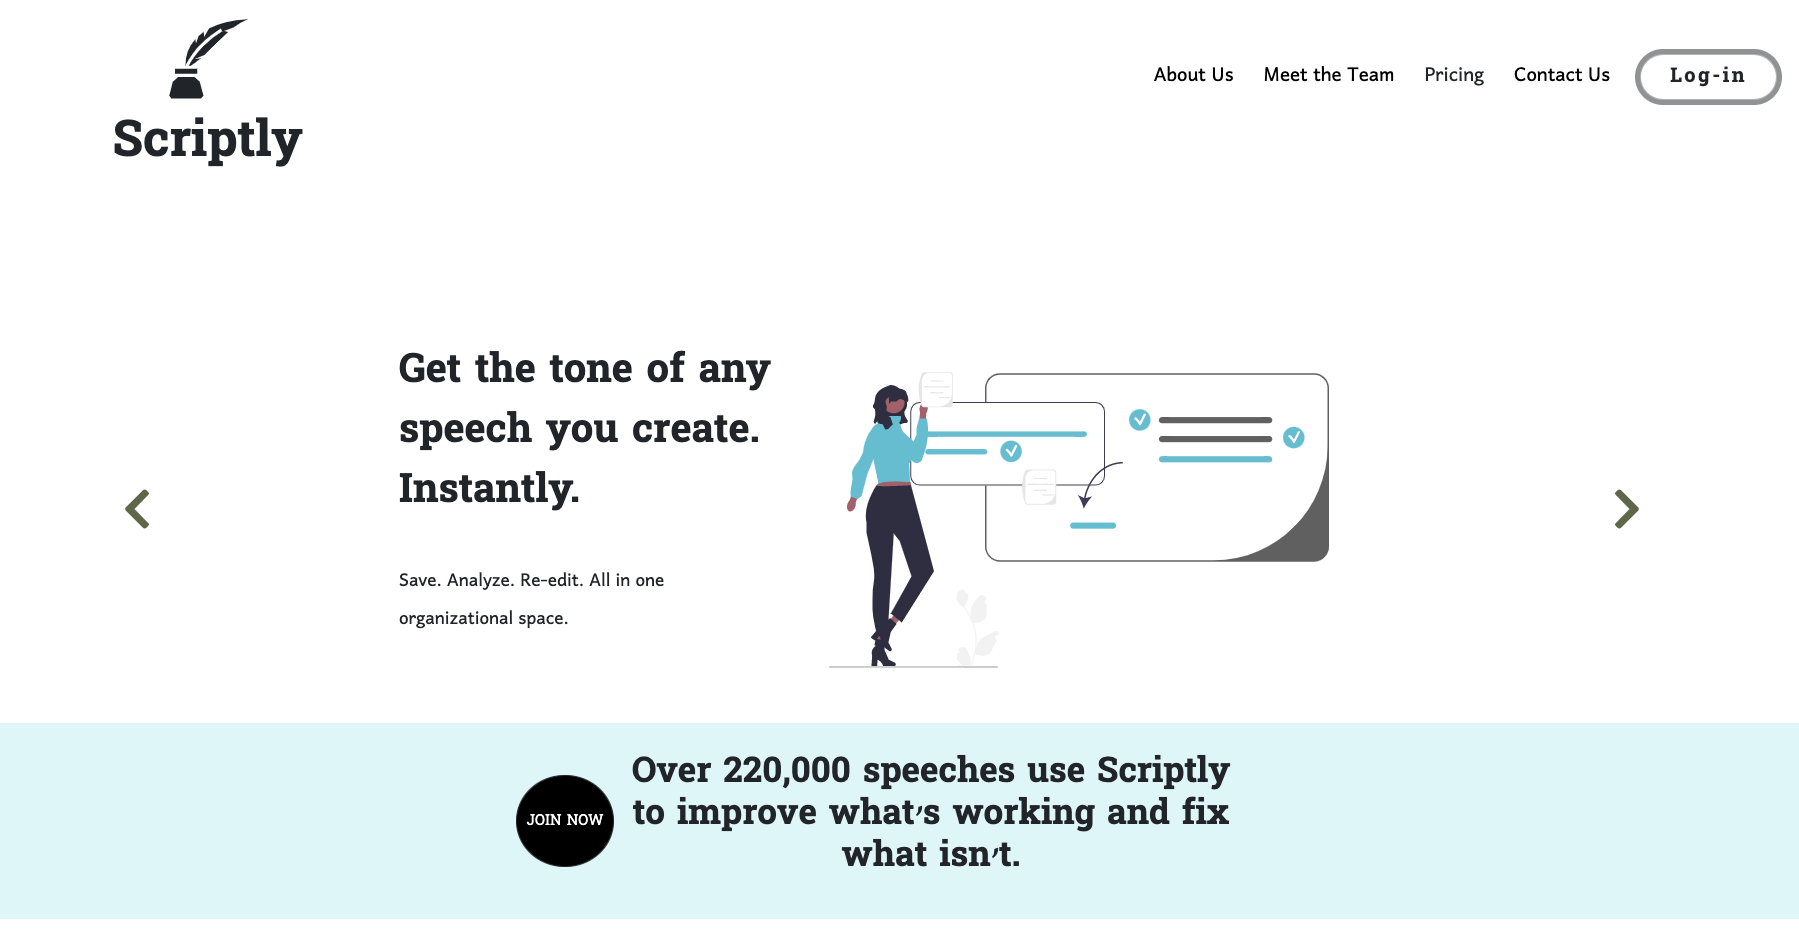 Scriptly
About Us
Meet the Team
Pricing
Contact Us
Log-in
Get the tone of any
speech you create.
Instantly.
Save. Analyze. Re-edit. All in one
organizational space.
JOIN NOW
Over 220,000 speeches use Scriptly
to improve what's working and fix
what isn't.